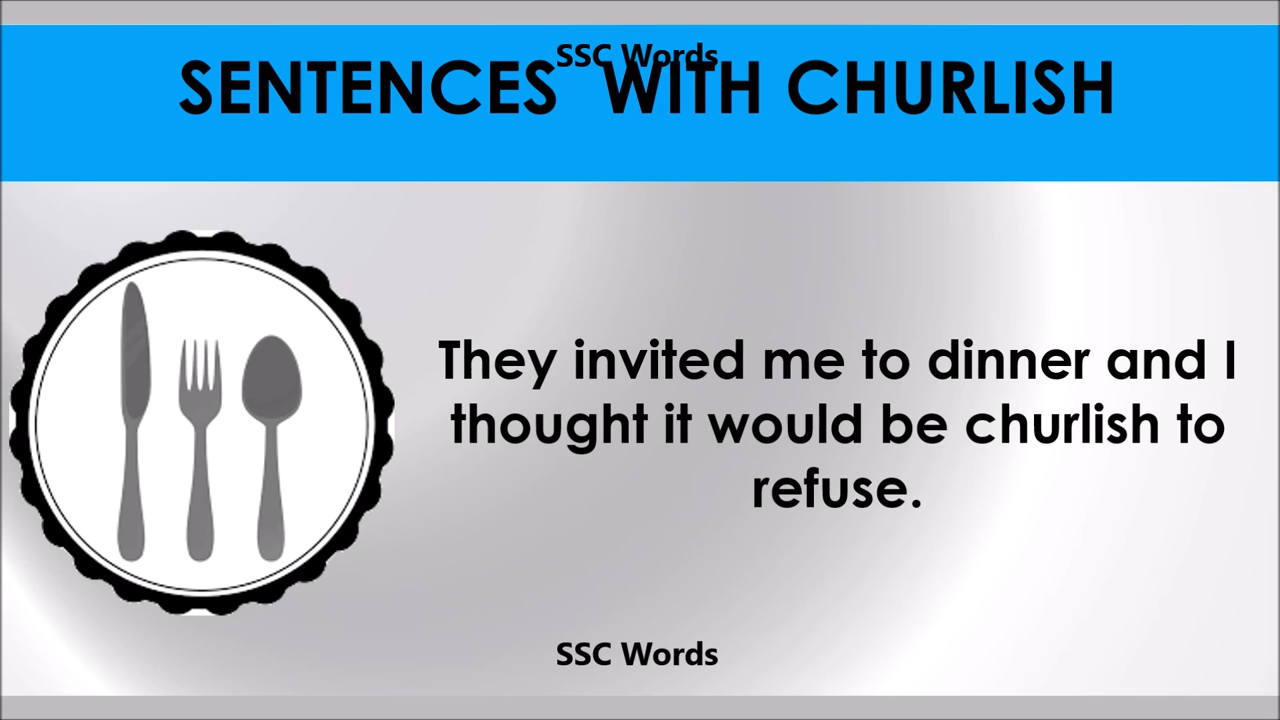 SSC Words
SENTENCES WITH CHURLISH
They invited me to dinner and I
thought it would be churlish to
refuse.
SSC Words